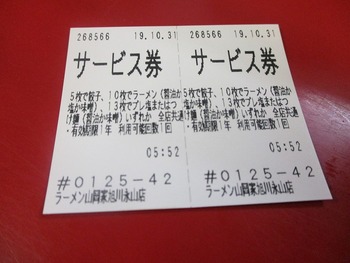 268566 19.10.31
サービス券
5枚で餃子、10枚でラーメン(醤油か
塩か味噌)、13枚でプレ塩またはつ
け麺(醤油か塩)いずれか 全店共通
・有効期限1年 利用可能回数1回
05:52
#0125-42
ラーメン山岡家旭川永山店
268566 19.10.31
サービス券
5枚で餃子、10枚でラーメン(醤油か
塩か味噌)、13枚でプレ塩またはつ
け麺(醤油か塩)いずれか 全店共通
・有効期限1年 利用可能回数1回
05:52
#0125-42
ラーメン山岡家旭川永山店